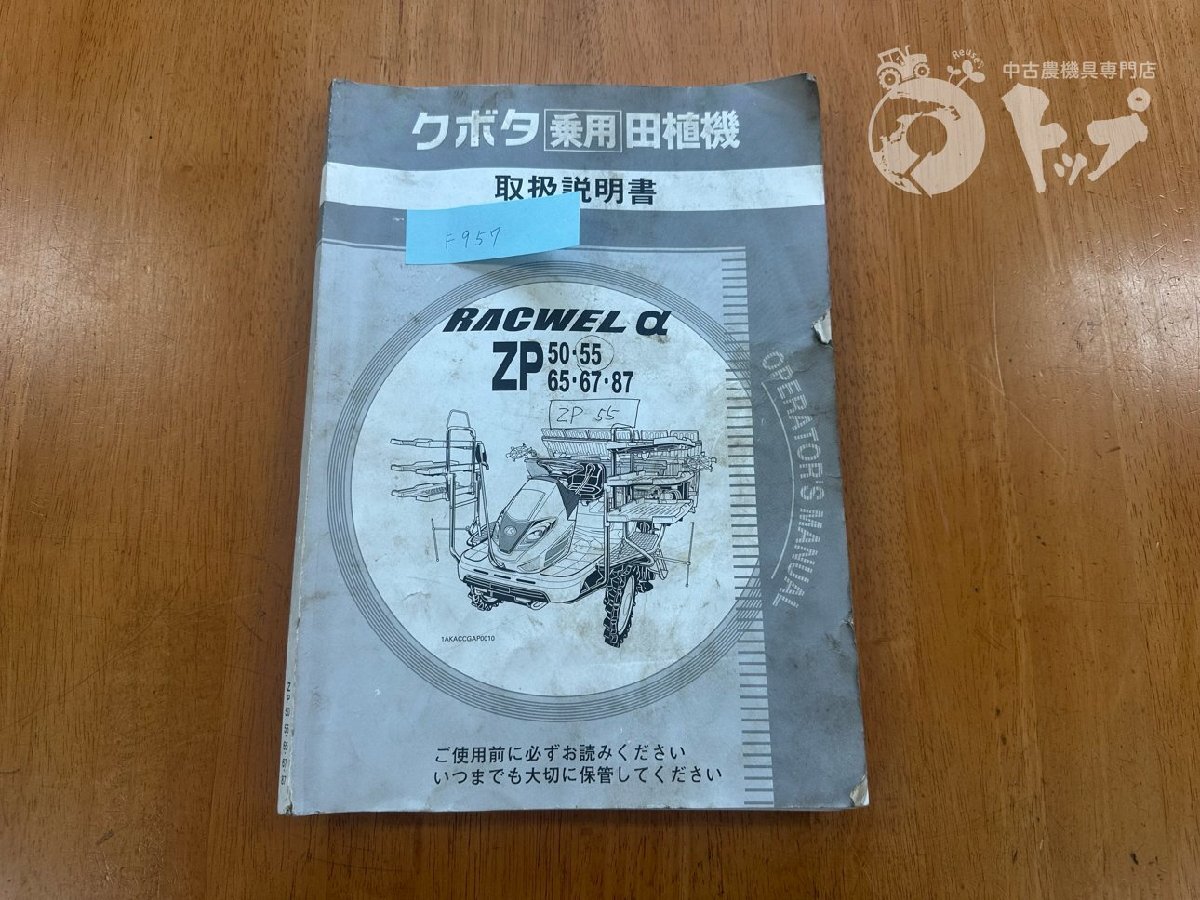 Reuse
中古農機具専門店
トップ
クボタ 乗用 田植機
取扱説明書
F957
RACWEL α
ZP 50・55
65・67・87
ZP 55
OPERATOR'S MANUAL
1AKACCGAP0010
ご使用前に必ずお読みください
いつまでも大切に保管してください